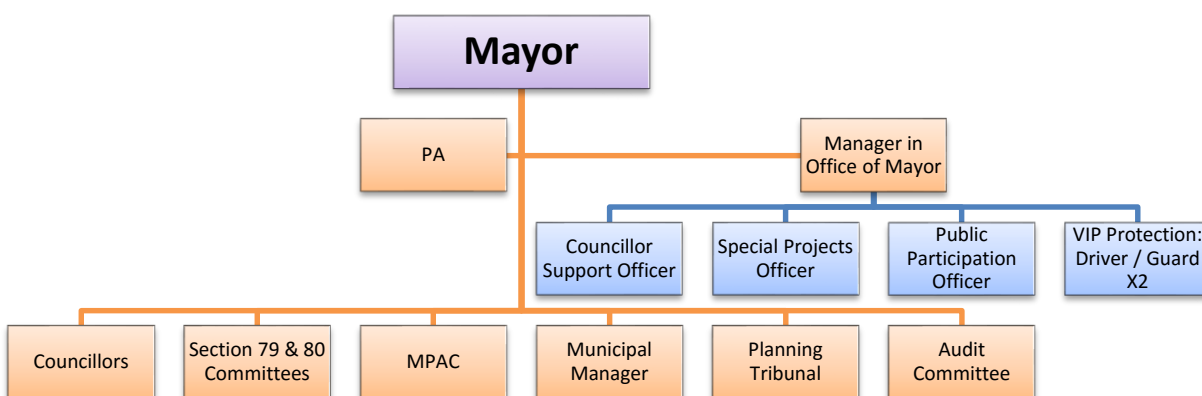 Mayor
PA
Manager in
Office of Mayor
Councillor
Support Officer
Special Projects
Officer
Public
Participation
Officer
VIP Protection:
Driver / Guard
X2
Councillors
Section 79 & 80
Committees
MPAC
Municipal
Manager
Planning
Tribunal
Audit
Committee